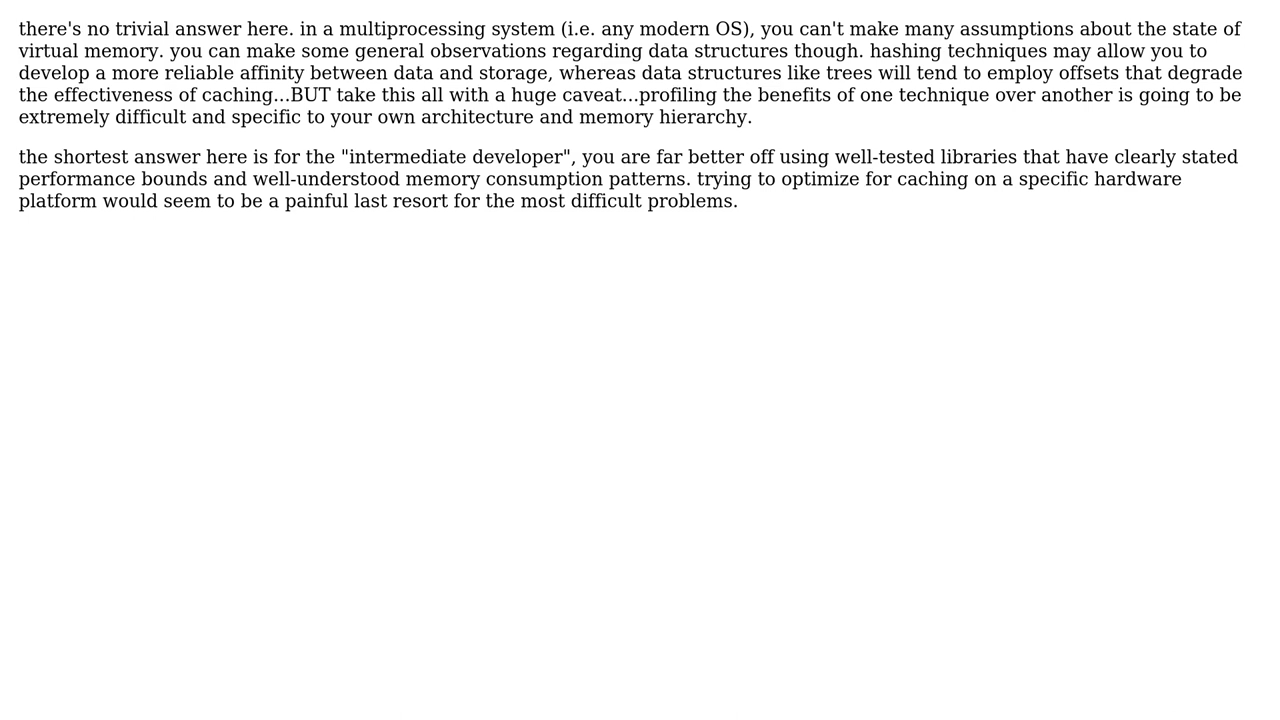 there's no trivial answer here. in a multiprocessing system (i.e. any modern OS), you can't make many assumptions about the state of
virtual memory. you can make some general observations regarding data structures though. hashing techniques may allow you to
develop a more reliable affinity between data and storage, whereas data structures like trees will tend to employ offsets that degrade
the effectiveness of caching...BUT take this all with a huge caveat...profiling the benefits of one technique over another is going to be
extremely difficult and specific to your own architecture and memory hierarchy.
the shortest answer here is for the "intermediate developer", you are far better off using well-tested libraries that have clearly stated
performance bounds and well-understood memory consumption patterns. trying to optimize for caching on a specific hardware
platform would seem to be a painful last resort for the most difficult problems.